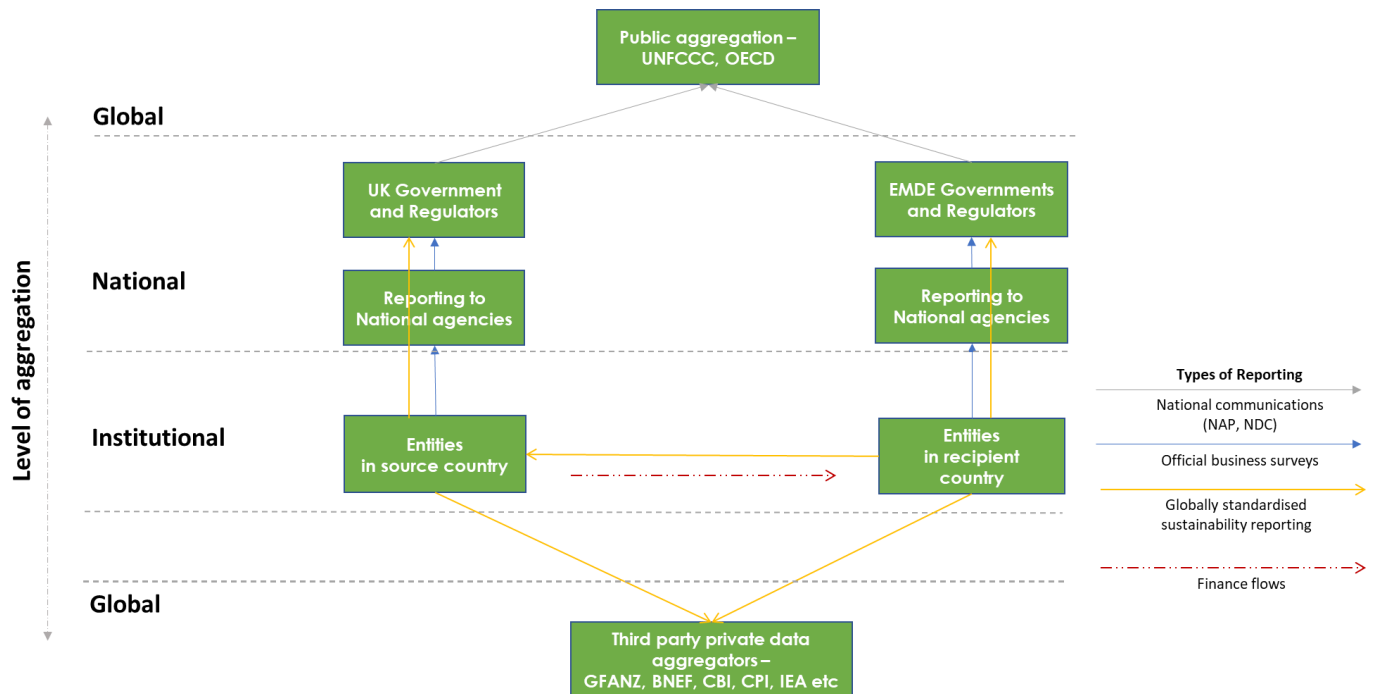 Public aggregation –
UNFCCC, OECD
Global
UK Government
and Regulators
EMDE Governments
and Regulators
National
Reporting to
National agencies
Reporting to
National agencies
Level of aggregation
Institutional
Entities
in source country
Entities
in recipient
country
Types of Reporting
National communications
(NAP, NDC)
Official business surveys
Globally standardised
sustainability reporting
Finance flows
Global
Third party private data
aggregators –
GFANZ, BNEF, CBI, CPI, IEA etc